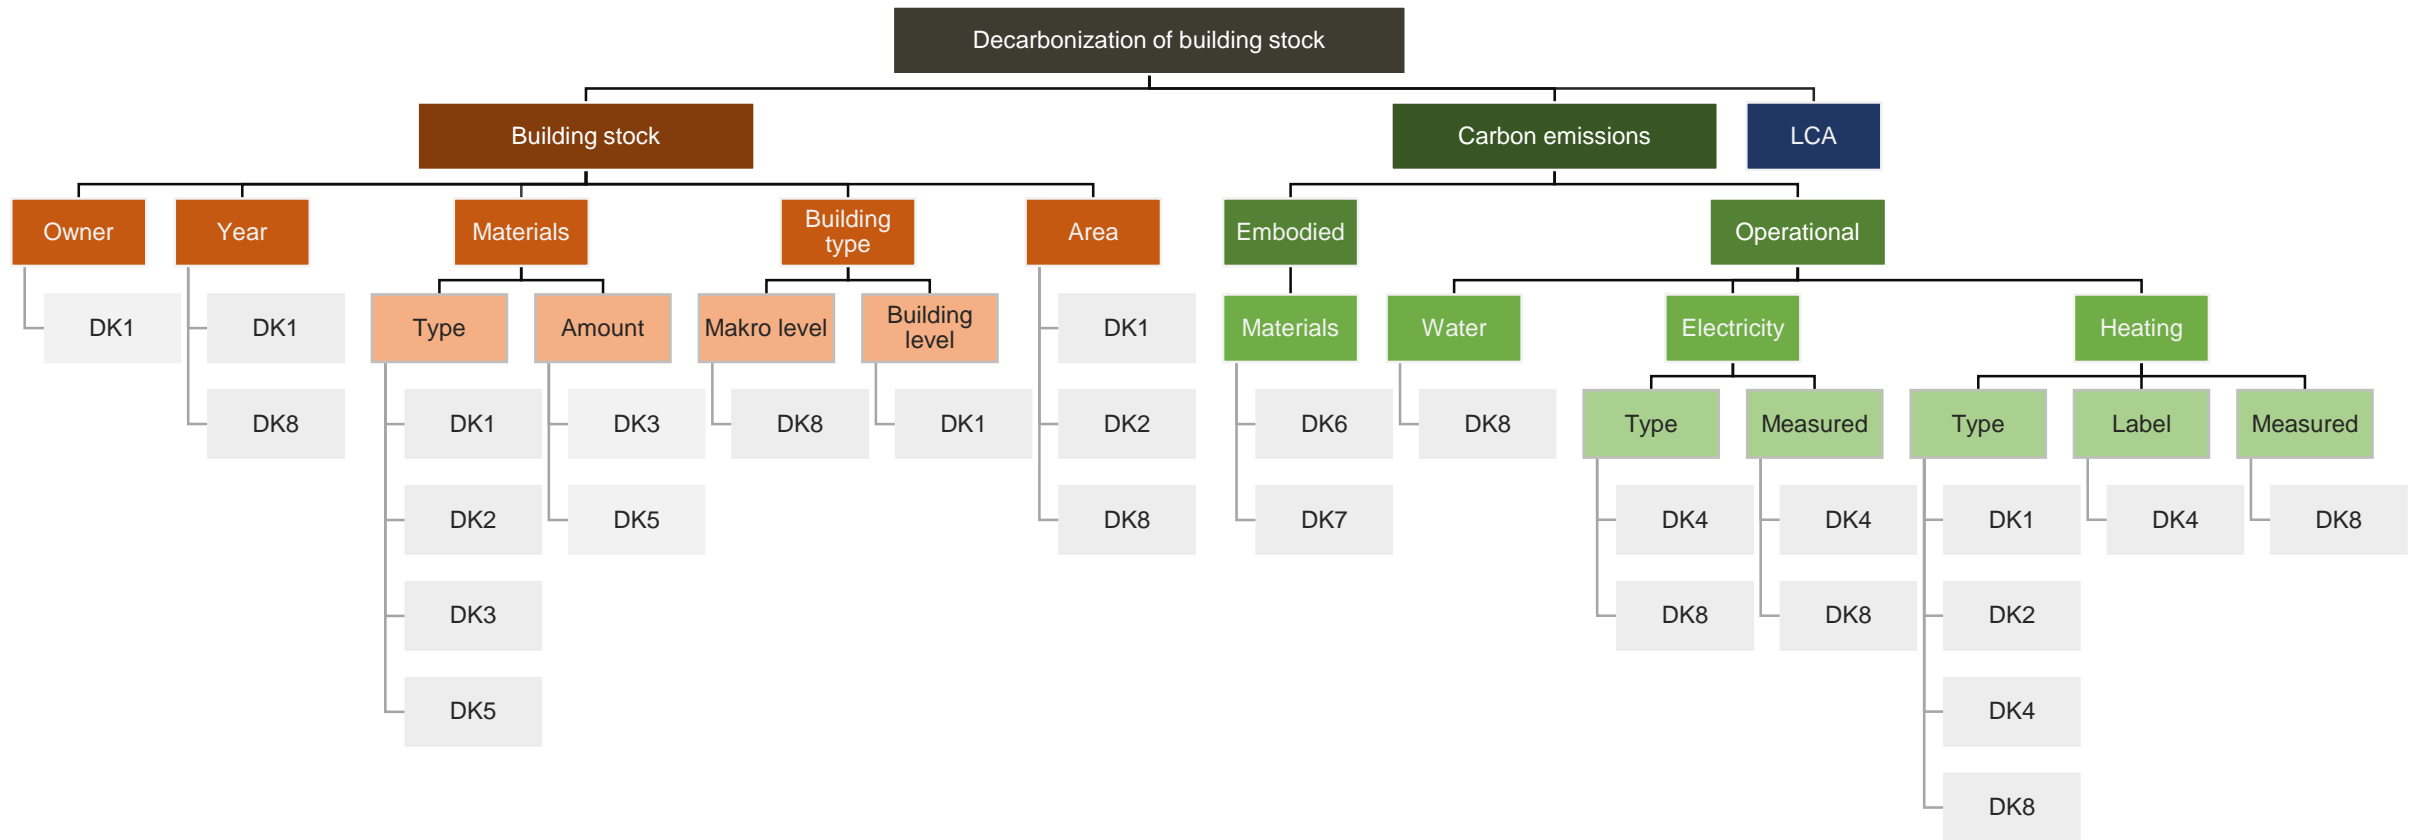 Decarbonization of building stock
Building stock
Carbon emissions
LCA
Owner
Year
Materials
Building
type
Area
Embodied
Operational
DK1
DK1
Type
Amount
Makro level
Building
level
DK1
Materials
Water
Electricity
Heating
DK8
DK1
DK3
DK8
DK1
DK2
DK6
DK8
Type
Measured
Type
Label
Measured
DK2
DK5
DK8
DK7
DK4
DK4
DK1
DK4
DK8
DK3
DK8
DK8
DK2
DK5
DK4
DK8